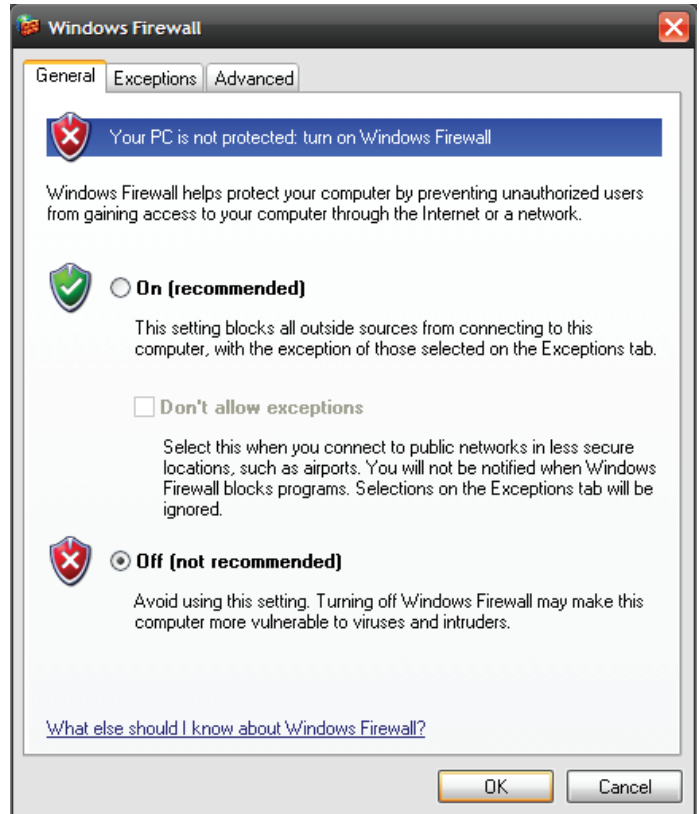 Windows Firewall
General Exceptions Advanced
Your PC is not protected: turn on Windows Firewall
Windows Firewall helps protect your computer by preventing unauthorized users
from gaining access to your computer through the Internet or a network.
On (recommended)
This setting blocks all outside sources from connecting to this
computer, with the exception of those selected on the Exceptions tab.
Don't allow exceptions
Select this when you connect to public networks in less secure
locations, such as airports. You will not be notified when Windows
Firewall blocks programs. Selections on the Exceptions tab will be
ignored.
Off (not recommended)
Avoid using this setting. Turning off Windows Firewall may make this
computer more vulnerable to viruses and intruders.
What else should I know about Windows Firewall?
OK Cancel